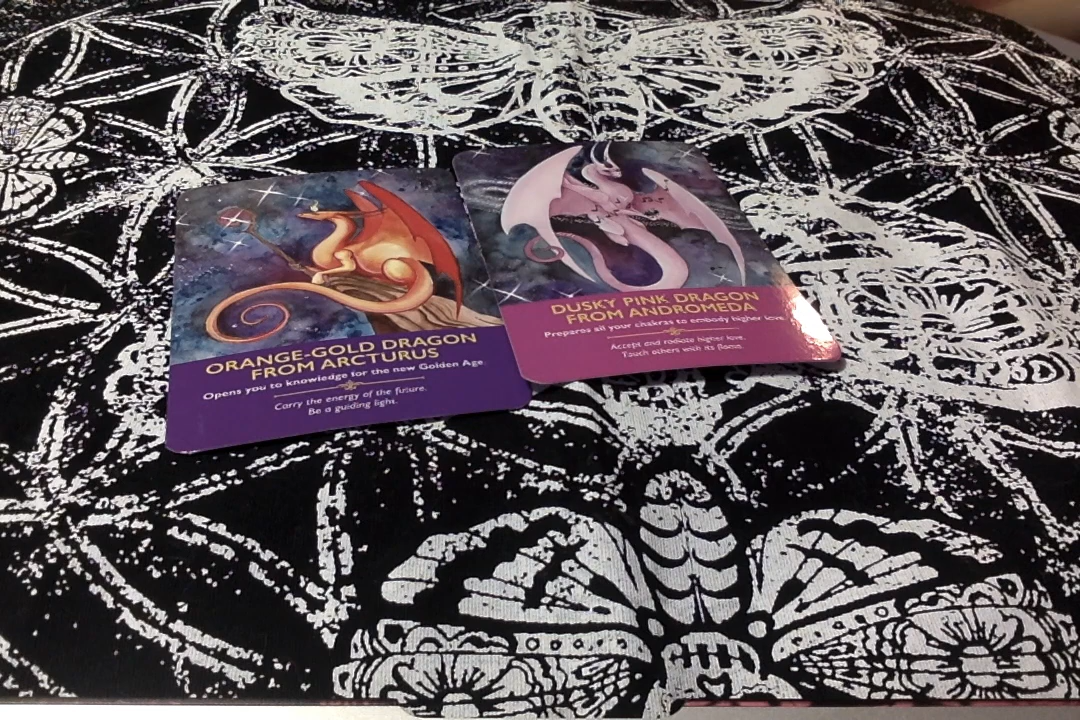 ORANGE-GOLD DRAGON
FROM ARCTURUS
Opens you to knowledge for the new Golden Age
Carry the energy of the future.
Be a guiding light.
DUSKY PINK DRAGON
FROM ANDROMEDA
Prepares all your chakras to embody higher love
Accept and radiate higher love.
Touch others with its flame.